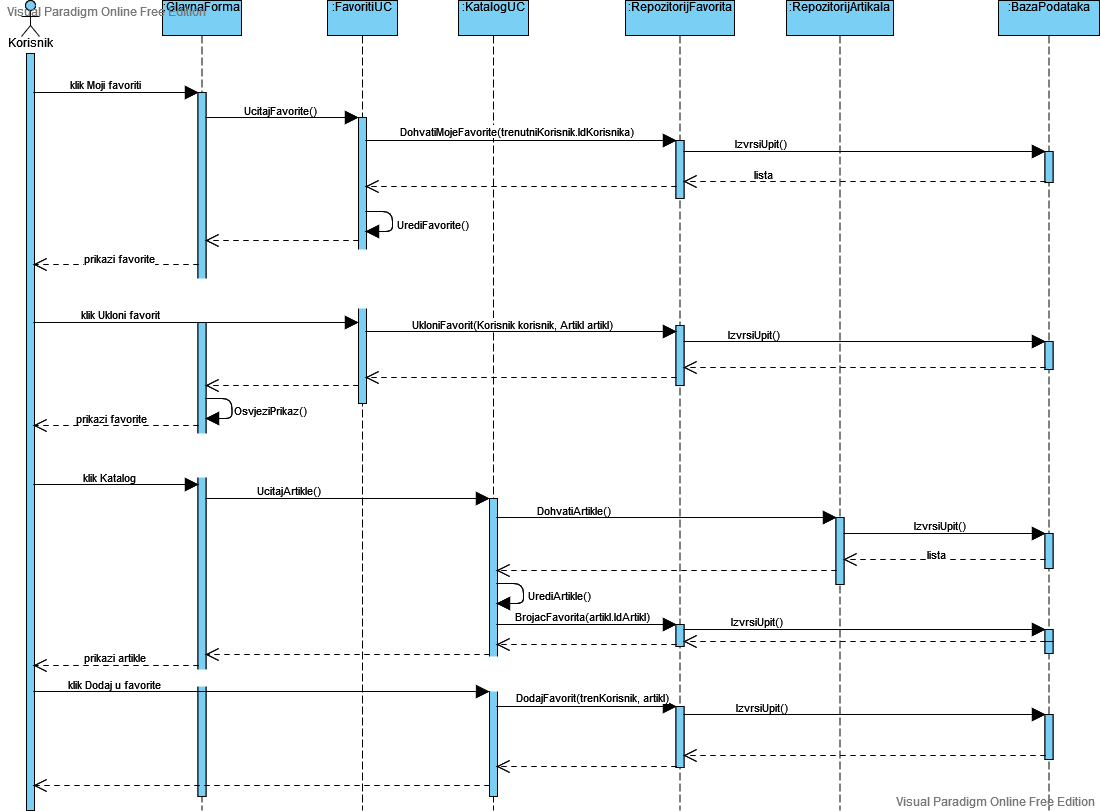 Visual Paradigm Online Free Edition
:GlavnaForma
:FavoritiUC
:KatalogUC
:RepozitorijFavorita
:RepozitorijArtikala
:BazaPodataka
Korisnik
klik Moji favoriti
UcitajFavorite()
DohvatiMojeFavorite(trenutniKorisnik.IdKorisnika)
IzvrsiUpit()
lista
UrediFavorite()
prikazi favorite
klik Ukloni favorit
UkloniFavorit(Korisnik korisnik, Artikl artikl)
IzvrsiUpit()
OsvjeziPrikaz()
prikazi favorite
klik Katalog
UcitajArtikle()
DohvatiArtikle()
IzvrsiUpit()
lista
UrediArtikle()
BrojacFavorita(artikl.IdArtikl)
IzvrsiUpit()
prikazi artikle
klik Dodaj u favorite
DodajFavorit(trenKorisnik, artikl)
IzvrsiUpit()
Visual Paradigm Online Free Edition